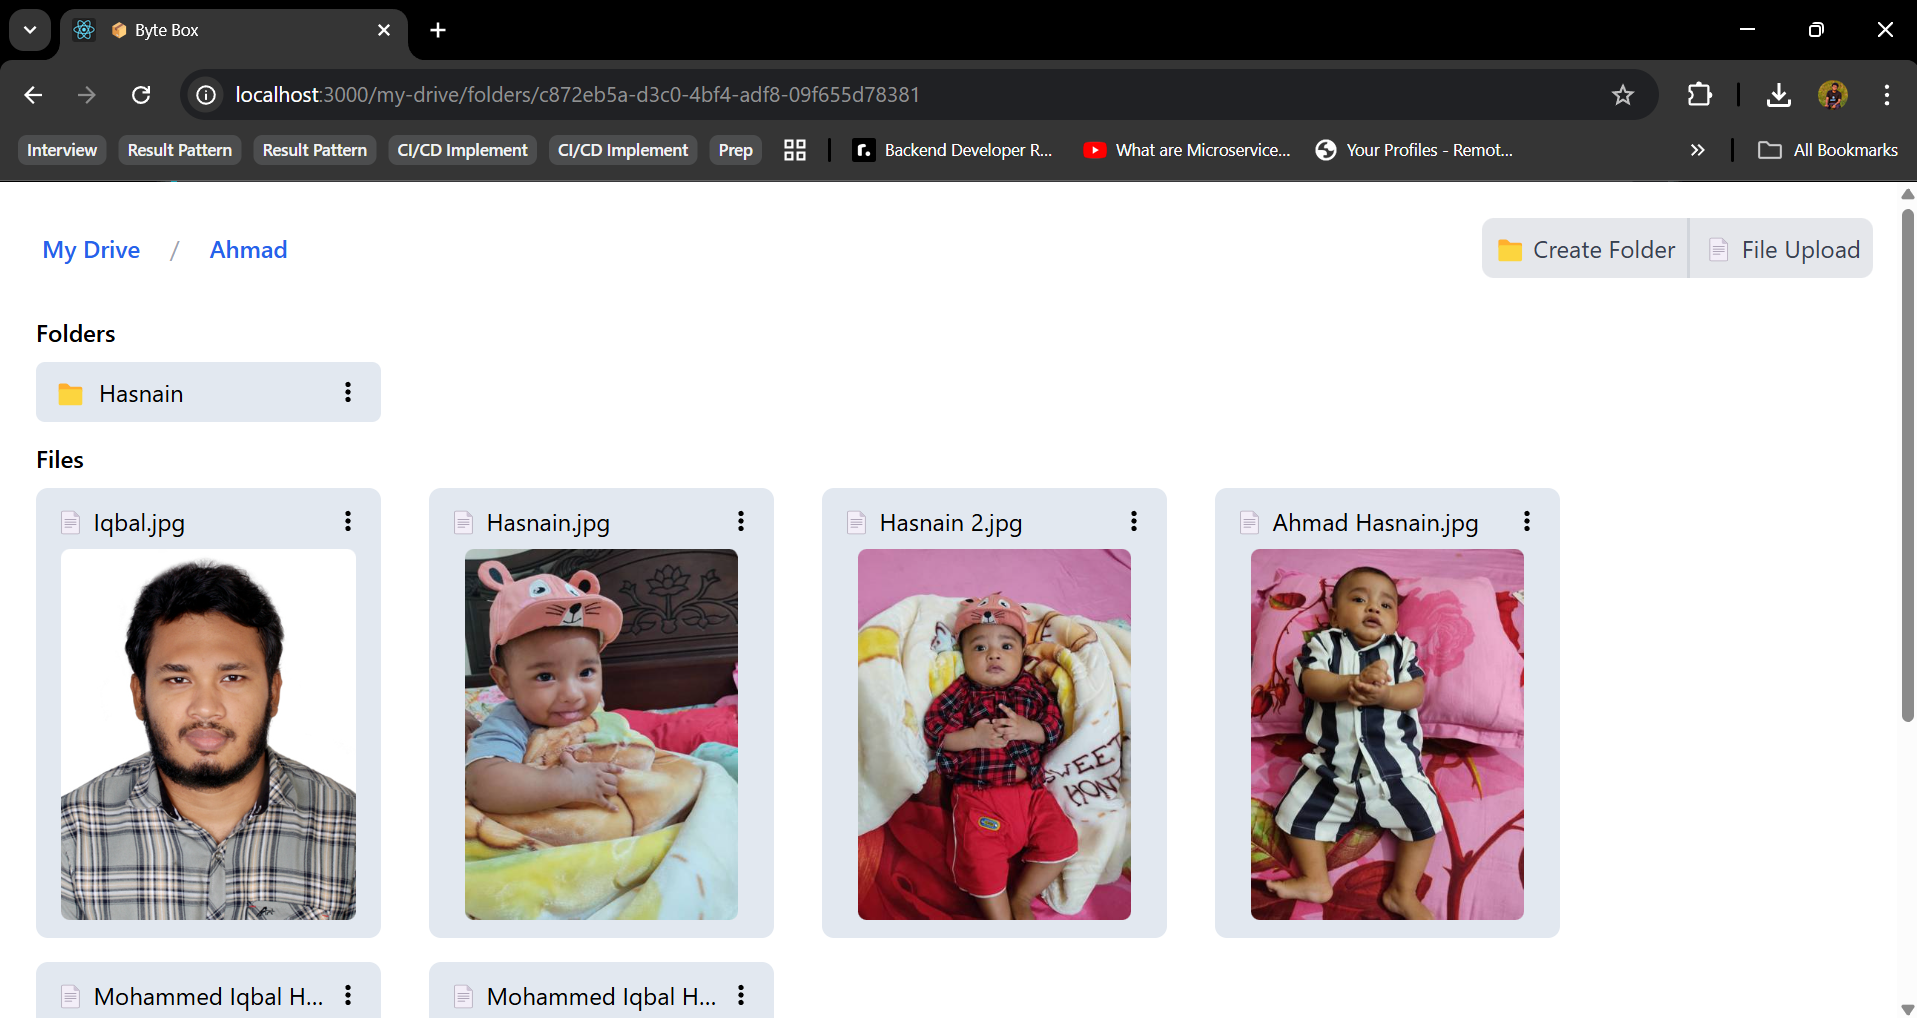 Byte Box
localhost:3000/my-drive/folders/c872eb5a-d3c0-4bf4-adf8-09f655d78381
Interview Result Pattern Result Pattern CI/CD Implement CI/CD Implement Prep Backend Developer R... What are Microservice... Your Profiles - Remot... All Bookmarks
My Drive / Ahmad Create Folder File Upload
Folders
Hasnain
Files
Iqbal.jpg Hasnain.jpg Hasnain 2.jpg Ahmad Hasnain.jpg
SWEET
HONEY
Mohammed Iqbal H... Mohammed Iqbal H...